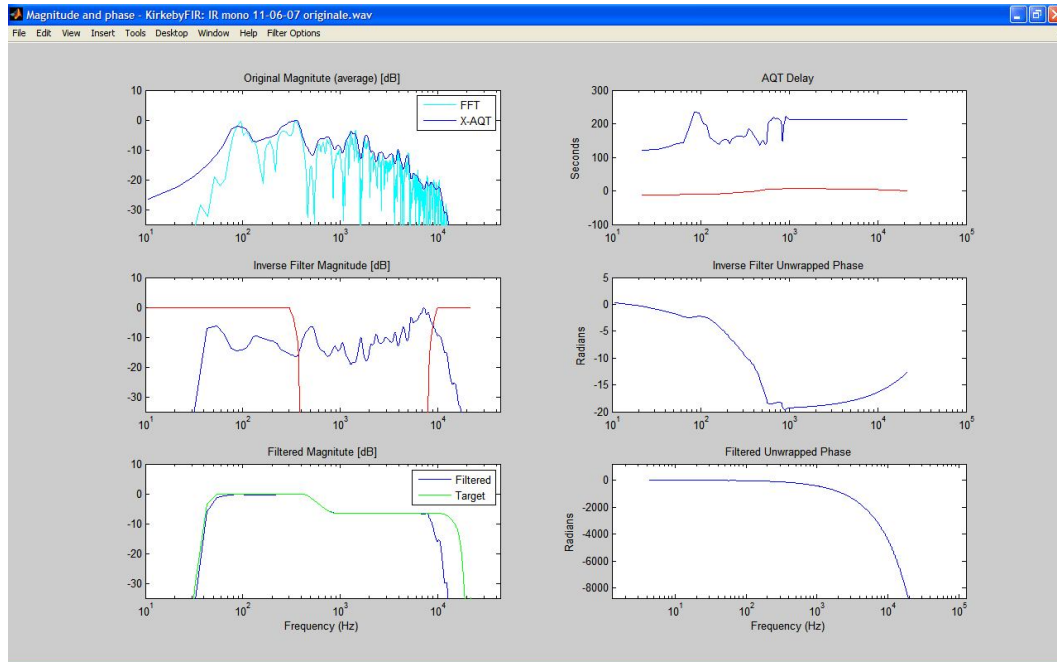 Magnitude and phase - KirkebyFIR: IR mono 11-06-07 originale.wav
File Edit View Insert Tools Desktop Window Help Filter Options
Original Magnitute (average) [dB]
10
0
-10
-20
-30
FFT
X-AQT
10^1 10^2 10^3 10^4
AQT Delay
Seconds
300
200
100
0
-100
10^1 10^2 10^3 10^4 10^5
Inverse Filter Magnitude [dB]
10
0
-10
-20
-30
10^1 10^2 10^3 10^4
Inverse Filter Unwrapped Phase
Radians
5
0
-5
-10
-15
-20
10^1 10^2 10^3 10^4 10^5
Filtered Magnitute [dB]
10
0
-10
-20
-30
Filtered
Target
10^1 10^2 10^3 10^4
Frequency (Hz)
Filtered Unwrapped Phase
Radians
0
-2000
-4000
-6000
-8000
10^1 10^2 10^3 10^4 10^5
Frequency (Hz)